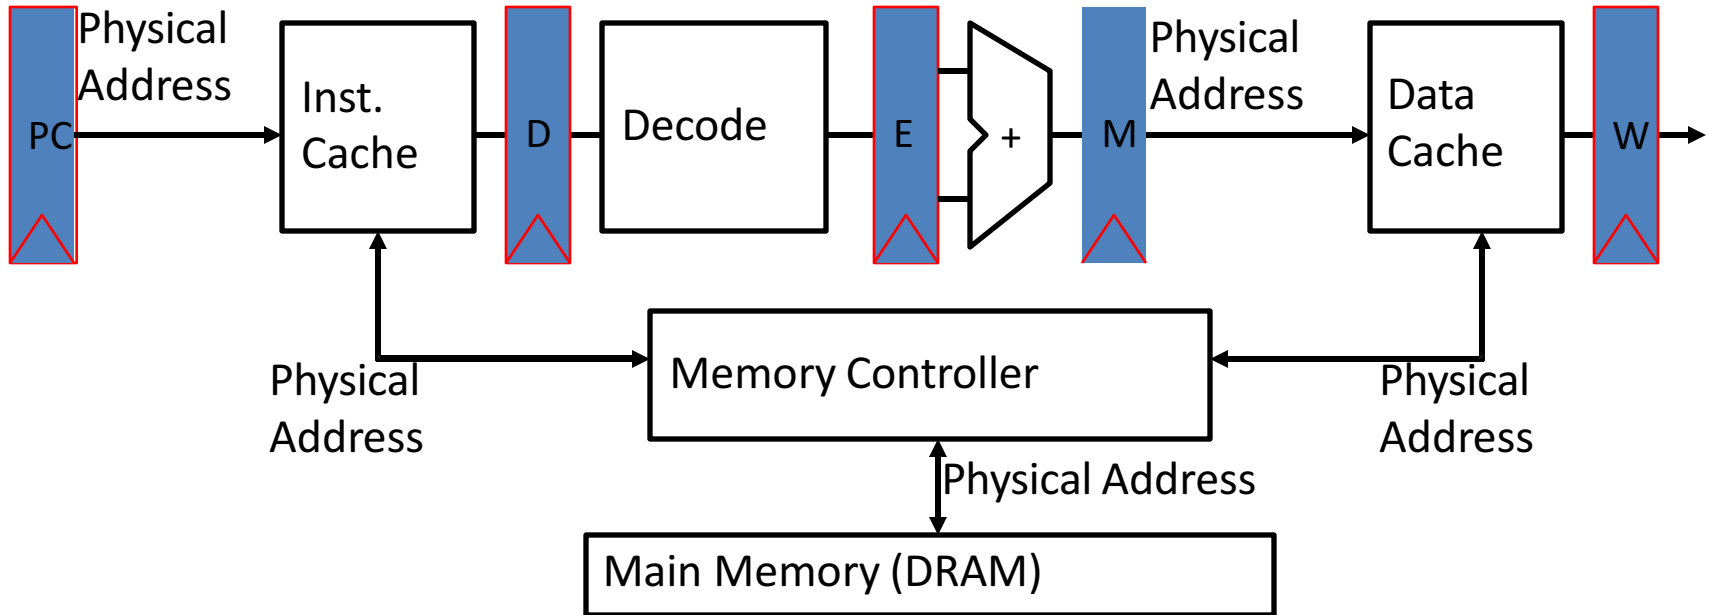 Physical
Address
PC
Inst.
Cache
D
Decode
E
+
M
Physical
Address
Data
Cache
W
Physical
Address
Memory Controller
Physical
Address
Physical Address
Main Memory (DRAM)